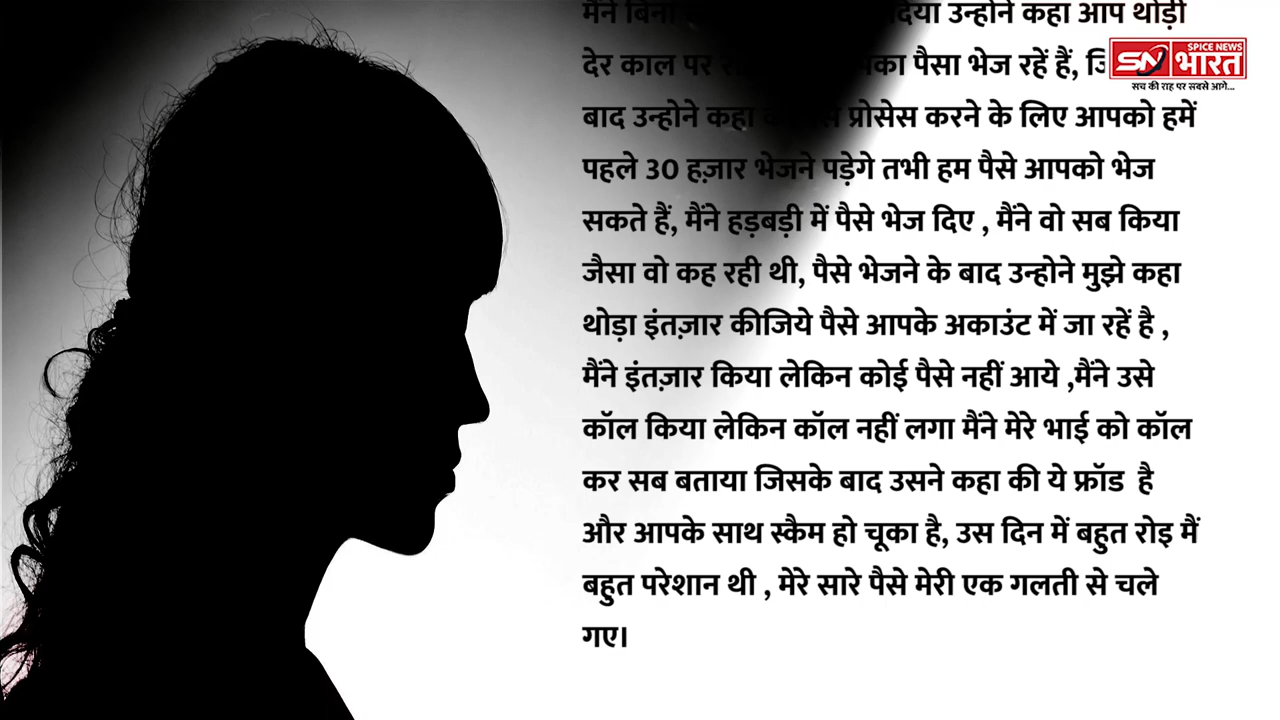 मैंने बिना दिया उन्होंने कहा आप थोड़ी
देर काल पर पैसा भेज रहें हैं,
SPICE NEWS
SN भारत
सच की राह पर सबसे आगे...
बाद उन्होने कहा प्रोसेस करने के लिए आपको हमें
पहले 30 हज़ार भेजने पड़ेगे तभी हम पैसे आपको भेज
सकते हैं, मैंने हड़बड़ी में पैसे भेज दिए , मैंने वो सब किया
जैसा वो कह रही थी, पैसे भेजने के बाद उन्होने मुझे कहा
थोड़ा इंतज़ार कीजिये पैसे आपके अकाउंट में जा रहें है ,
मैंने इंतज़ार किया लेकिन कोई पैसे नहीं आये ,मैंने उसे
कॉल किया लेकिन कॉल नहीं लगा मैंने मेरे भाई को कॉल
कर सब बताया जिसके बाद उसने कहा की ये फ्रॉड है
और आपके साथ स्कैम हो चूका है, उस दिन में बहुत रोइ मैं
बहुत परेशान थी , मेरे सारे पैसे मेरी एक गलती से चले
गए।